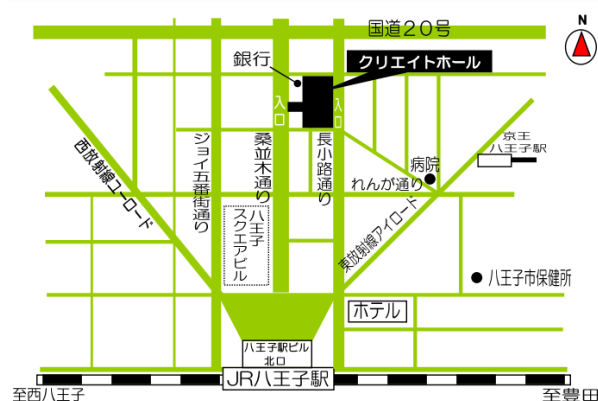 国道20号
N
銀行
クリエイトホール
入口
入口
京王
八王子駅
病院
れんが通り
西放射線ユーロード
ジョイ五番街通り
桑並木通り
長小路通り
八王子
スクエアビル
東放射線アイロード
八王子市保健所
ホテル
八王子駅ビル
北口
JR八王子駅
至西八王子
至豊田